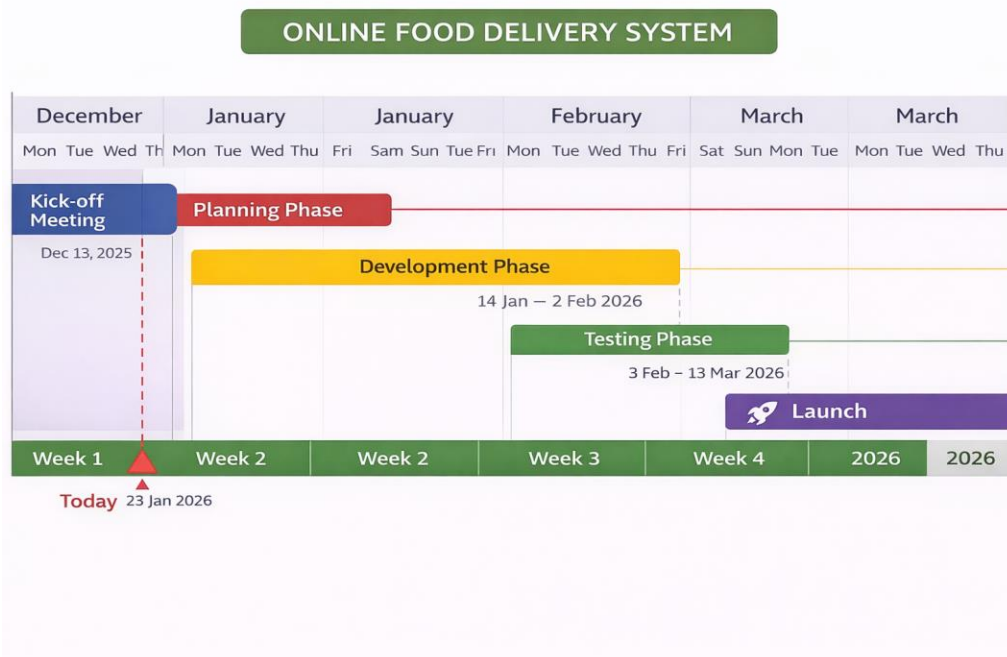 ONLINE FOOD DELIVERY SYSTEM
December January January February March March
Mon Tue Wed Th Mon Tue Wed Thu Fri Sam Sun Tue Fri Mon Tue Wed Thu Fri Sat Sun Mon Tue Mon Tue Wed Thu
Kick-off
Meeting
Planning Phase
Dec 13, 2025
Development Phase
14 Jan – 2 Feb 2026
Testing Phase
3 Feb – 13 Mar 2026
Launch
Week 1 Week 2 Week 2 Week 3 Week 4 2026 2026
Today 23 Jan 2026